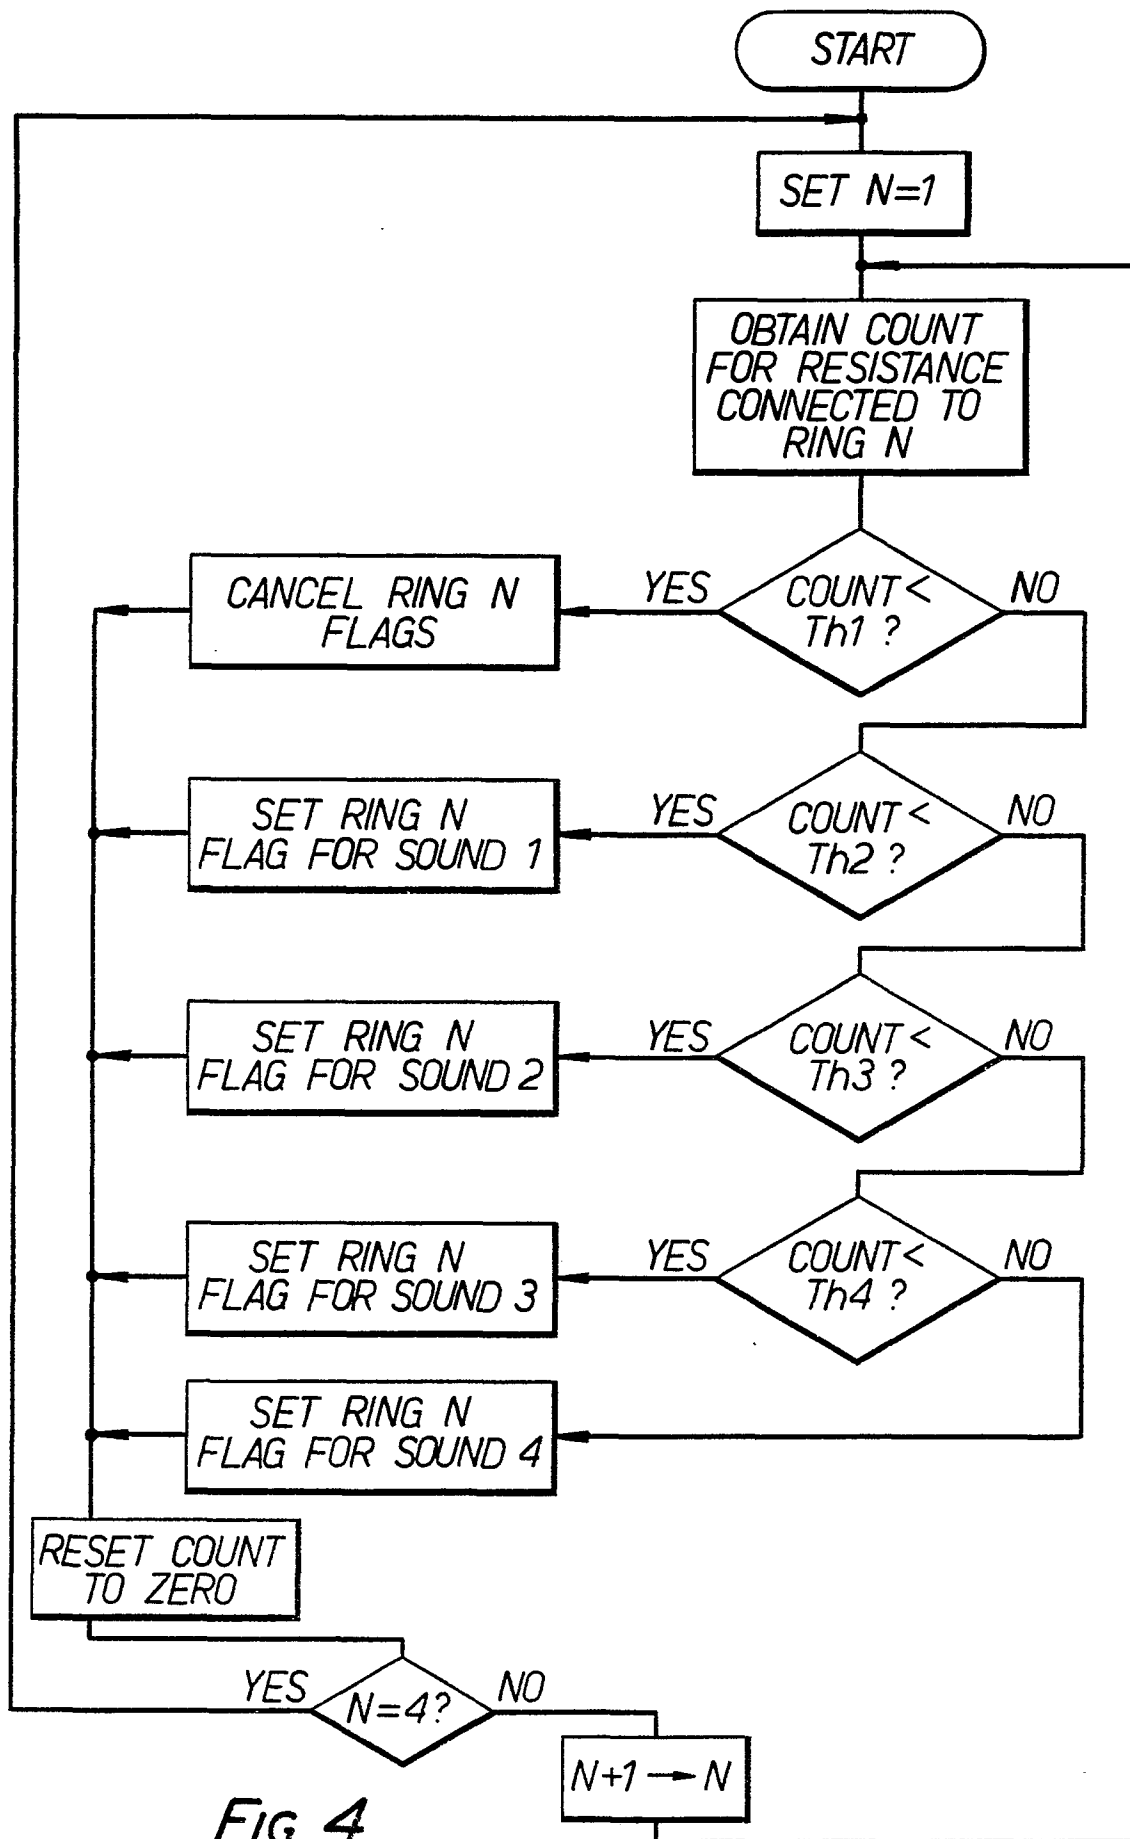 START
SET N=1
OBTAIN COUNT
FOR RESISTANCE
CONNECTED TO
RING N
CANCEL RING N
FLAGS
YES
COUNT <
Th1 ?
NO
SET RING N
FLAG FOR SOUND 1
YES
COUNT <
Th2 ?
NO
SET RING N
FLAG FOR SOUND 2
YES
COUNT <
Th3 ?
NO
SET RING N
FLAG FOR SOUND 3
YES
COUNT <
Th4 ?
NO
SET RING N
FLAG FOR SOUND 4
RESET COUNT
TO ZERO
YES
N=4?
NO
N+1 → N
FIG 4